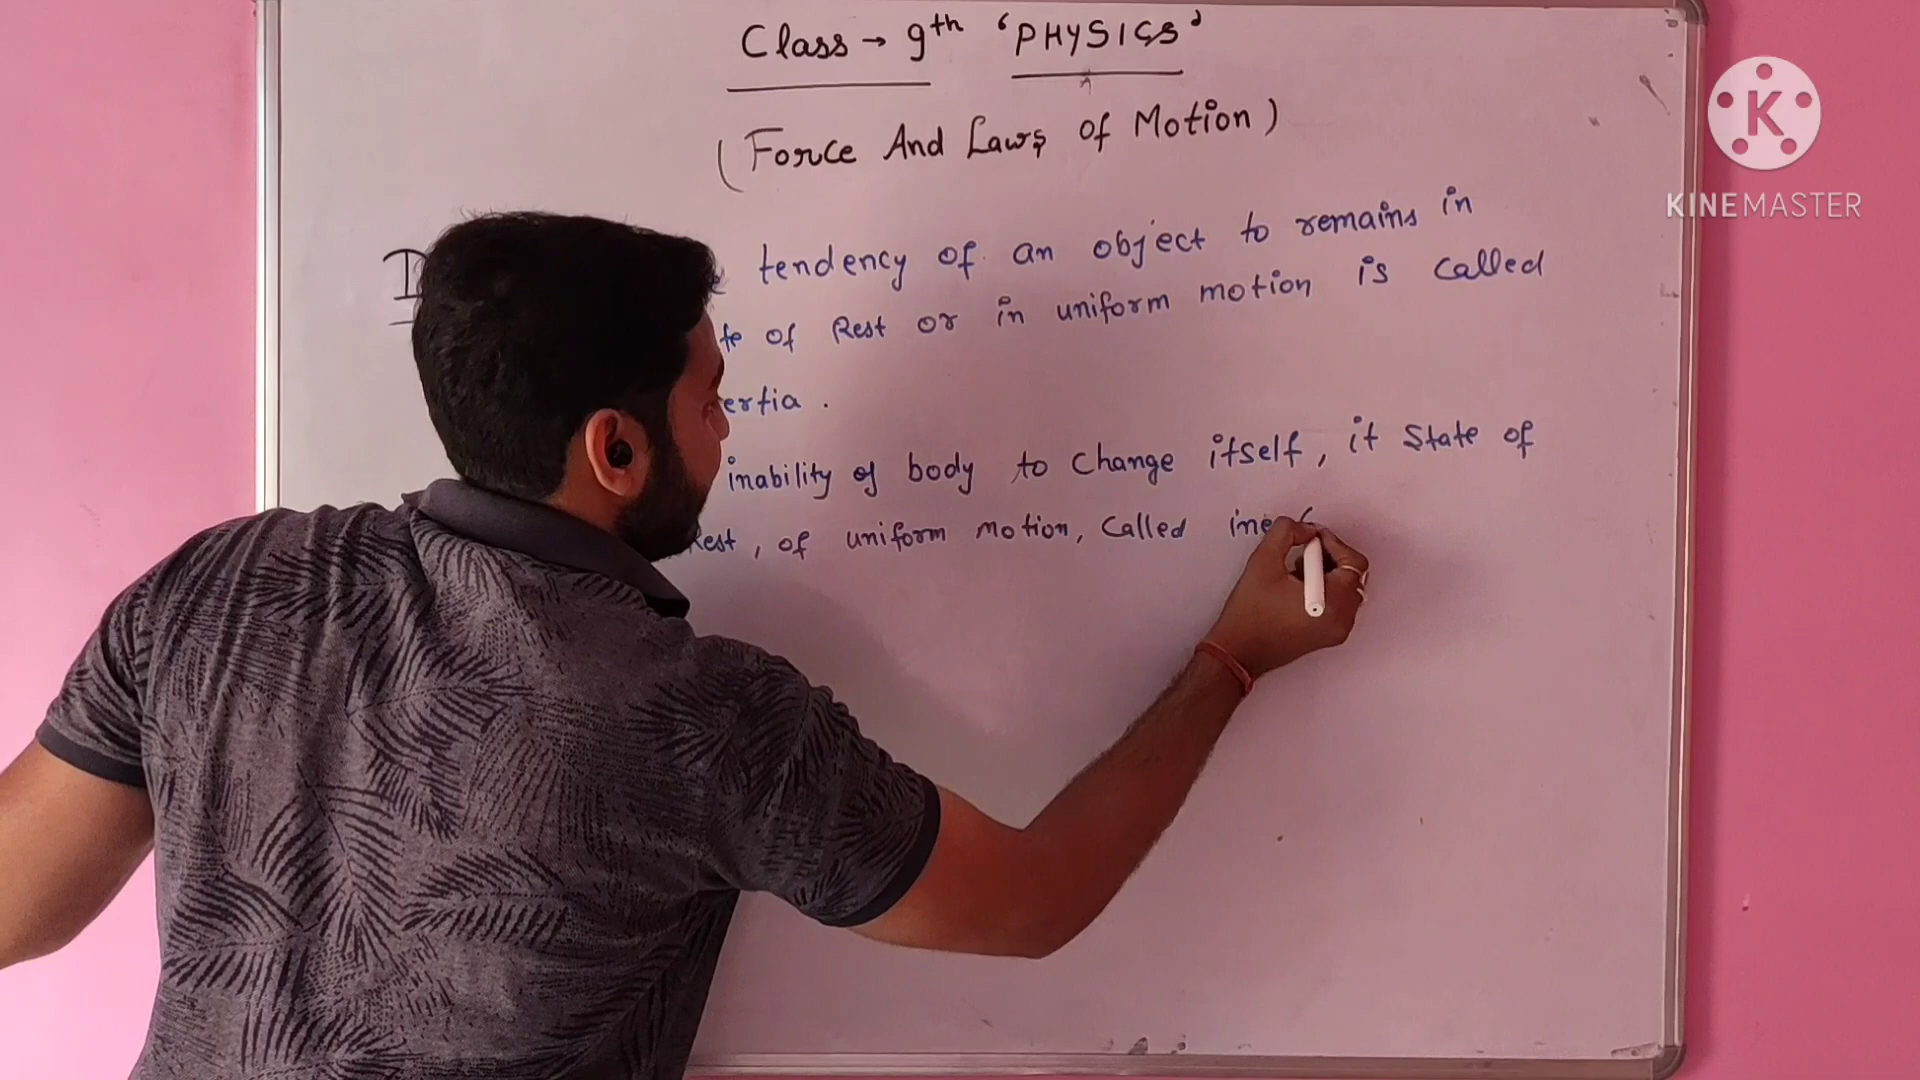 Class → 9th 'PHYSICS'
(Force And Laws of Motion)
tendency of an object to remains in
of Rest or in uniform motion is called
ertia .
inability of body to change itself, it State of
Rest, of uniform motion, Called ine
K
KINEMASTER